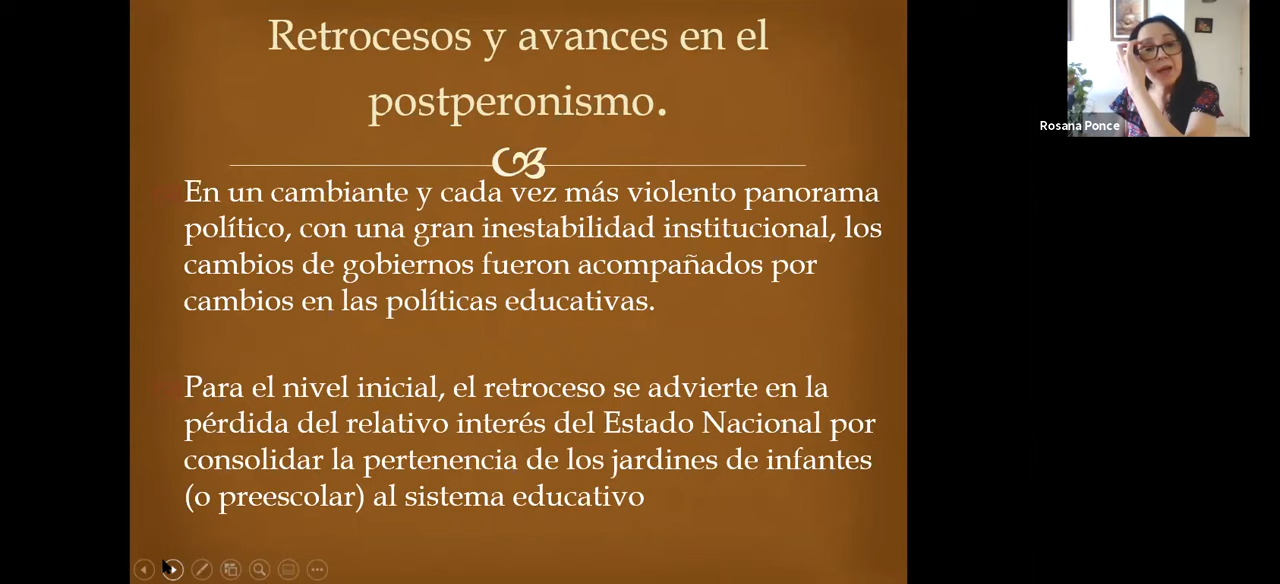 Retrocesos y avances en el
postperonismo.
En un cambiante y cada vez más violento panorama
político, con una gran inestabilidad institucional, los
cambios de gobiernos fueron acompañados por
cambios en las políticas educativas.
Para el nivel inicial, el retroceso se advierte en la
pérdida del relativo interés del Estado Nacional por
consolidar la pertenencia de los jardines de infantes
(o preescolar) al sistema educativo
Rosana Ponce